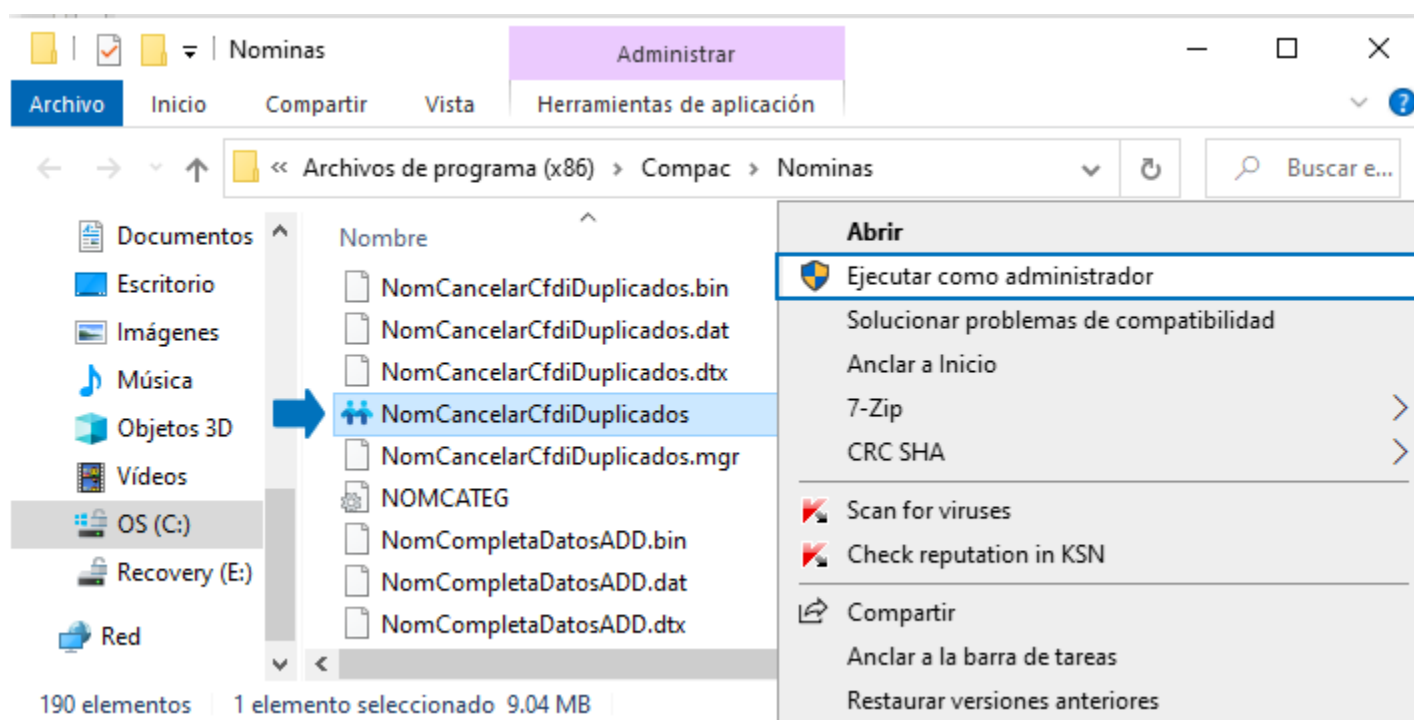 Nominas
Administrar
Archivo Inicio Compartir Vista Herramientas de aplicación
« Archivos de programa (x86) > Compac > Nominas
Buscar e...
Documentos
Escritorio
Imágenes
Música
Objetos 3D
Vídeos
OS (C:)
Recovery (E:)
Red
Nombre
NomCancelarCfdiDuplicados.bin
NomCancelarCfdiDuplicados.dat
NomCancelarCfdiDuplicados.dtx
NomCancelarCfdiDuplicados
NomCancelarCfdiDuplicados.mgr
NOMCATEG
NomCompletaDatosADD.bin
NomCompletaDatosADD.dat
NomCompletaDatosADD.dtx
Abrir
Ejecutar como administrador
Solucionar problemas de compatibilidad
Anclar a Inicio
7-Zip
CRC SHA
Scan for viruses
Check reputation in KSN
Compartir
Anclar a la barra de tareas
Restaurar versiones anteriores
190 elementos 1 elemento seleccionado 9.04 MB